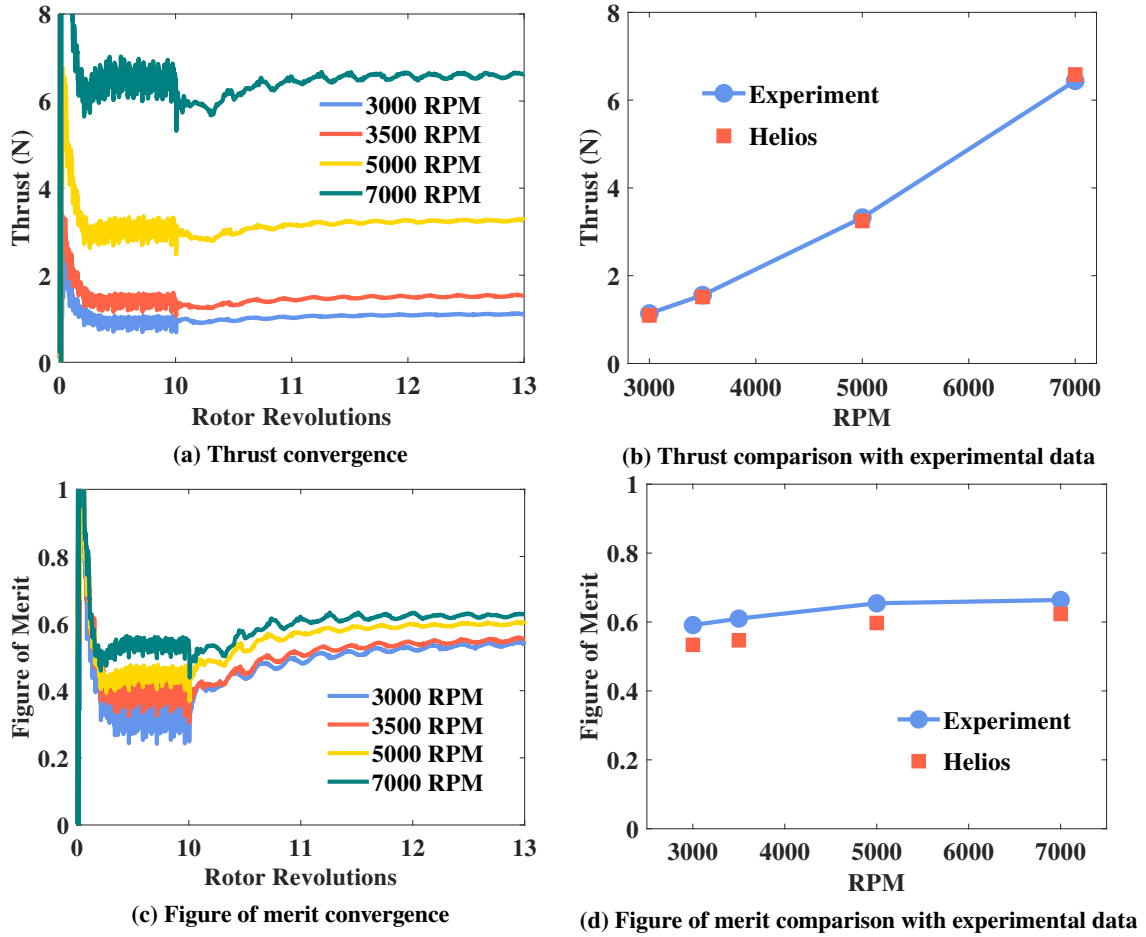 8
6
4
2
0
Thrust (N)
3000 RPM
3500 RPM
5000 RPM
7000 RPM
0
10
11
12
13
Rotor Revolutions
(a) Thrust convergence
8
6
4
2
0
Thrust (N)
Experiment
Helios
3000
4000
5000
6000
7000
RPM
(b) Thrust comparison with experimental data
1
0.8
0.6
0.4
0.2
0
Figure of Merit
3000 RPM
3500 RPM
5000 RPM
7000 RPM
0
10
11
12
13
Rotor Revolutions
(c) Figure of merit convergence
1
0.8
0.6
0.4
0.2
0
Figure of Merit
Experiment
Helios
3000
4000
5000
6000
7000
RPM
(d) Figure of merit comparison with experimental data